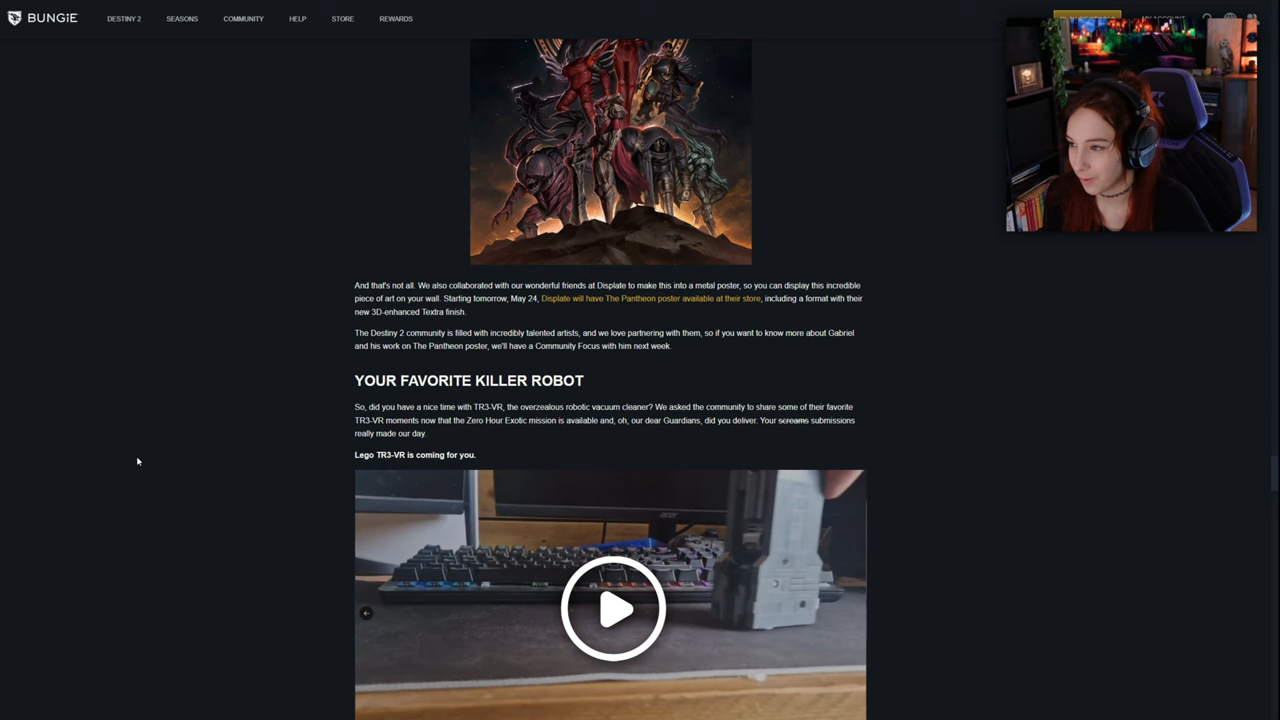 BUNGiE
DESTINY 2
SEASONS
COMMUNITY
HELP
STORE
REWARDS
And that's not all. We also collaborated with our wonderful friends at Displate to make this into a metal poster, so you can display this incredible
piece of art on your wall. Starting tomorrow, May 24, Displate will have The Pantheon poster available at their store, including a format with their
new 3D-enhanced Textra finish.
The Destiny 2 community is filled with incredibly talented artists, and we love partnering with them, so if you want to know more about Gabriel
and his work on The Pantheon poster, we'll have a Community Focus with him next week.
YOUR FAVORITE KILLER ROBOT
So, did you have a nice time with TR3-VR, the overzealous robotic vacuum cleaner? We asked the community to share some of their favorite
TR3-VR moments now that the Zero Hour Exotic mission is available and, oh, our dear Guardians, did you deliver. Your screams submissions
really made our day.
Lego TR3-VR is coming for you.
acer